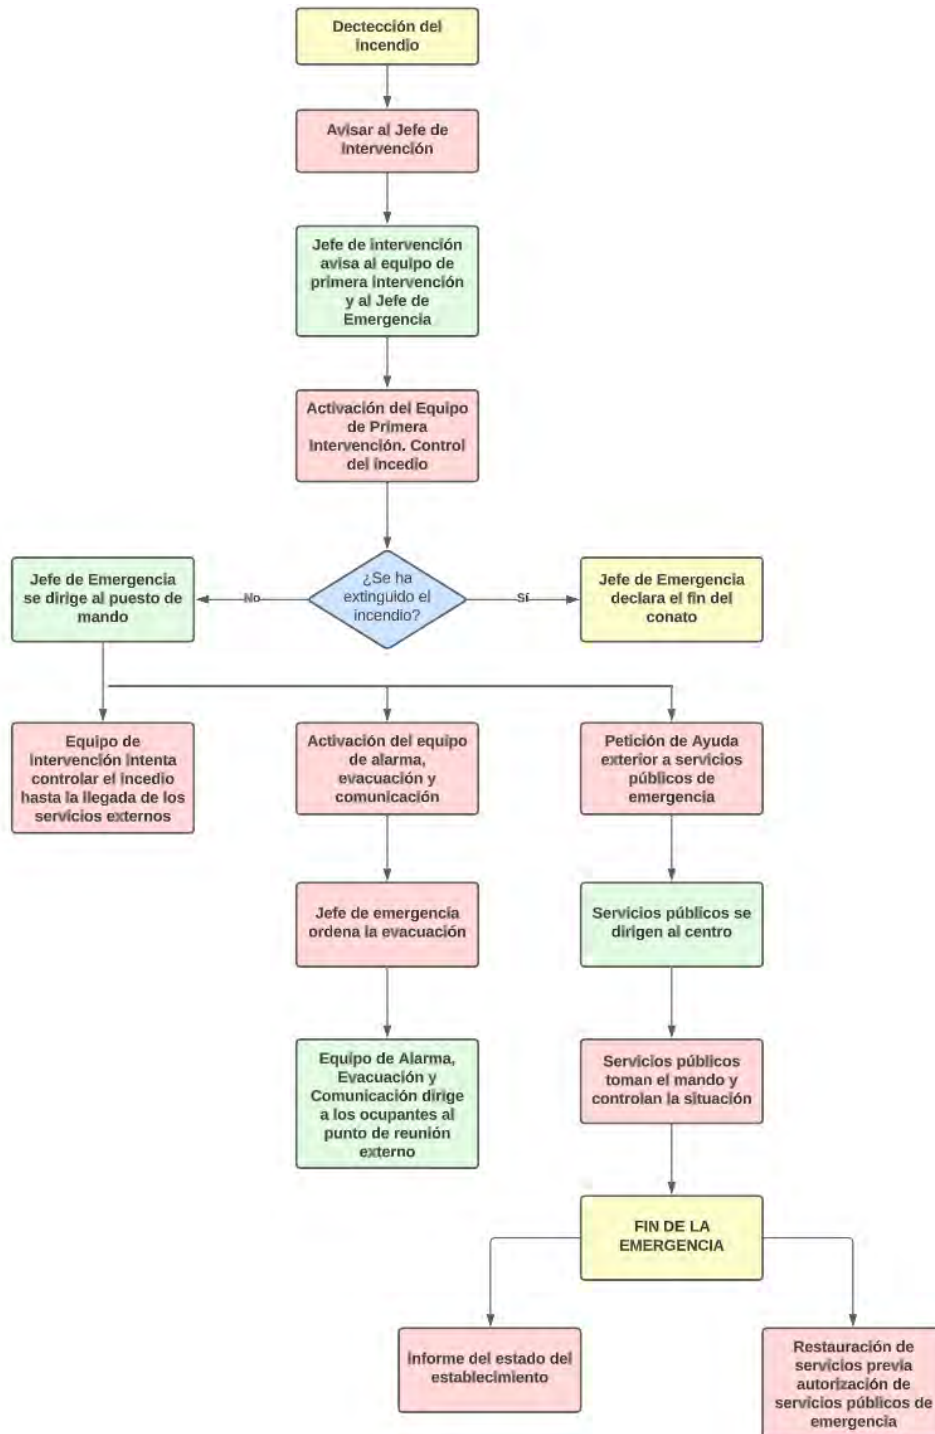 Dectección del
incendio
Avisar al Jefe de
Intervención
Jefe de intervención
avisa al equipo de
primera intervención
y al Jefe de
Emergencia
Activación del Equipo
de Primera
Intervención. Control
del incedio
¿Se ha
extinguido el
incendio?
No
Sí
Jefe de Emergencia
se dirige al puesto de
mando
Jefe de Emergencia
declara el fin del
conato
Equipo de
intervención intenta
controlar el incedio
hasta la llegada de los
servicios externos
Activación del equipo
de alarma,
evacuación y
comunicación
Petición de Ayuda
exterior a servicios
públicos de
emergencia
Jefe de emergencia
ordena la evacuación
Servicios públicos se
dirigen al centro
Equipo de Alarma,
Evacuación y
Comunicación dirige
a los ocupantes al
punto de reunión
externo
Servicios públicos
toman el mando y
controlan la situación
FIN DE LA
EMERGENCIA
Informe del estado del
establecimiento
Restauración de
servicios previa
autorización de
servicios públicos de
emergencia